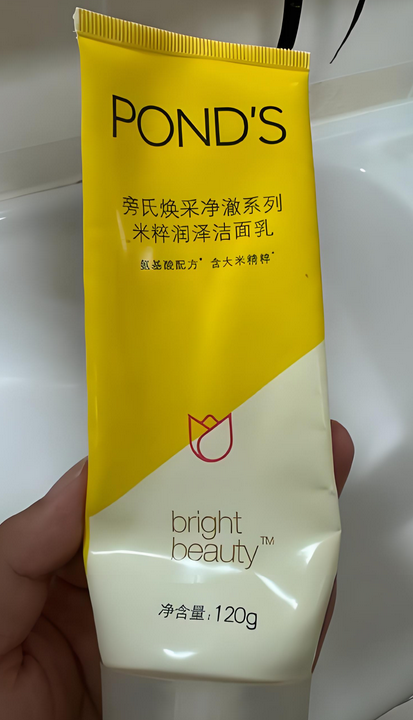 POND'S
旁氏焕采净澈系列
米粹润泽洁面乳
氨基酸配方* 含大米精粹*
bright
beauty™
净含量：120g